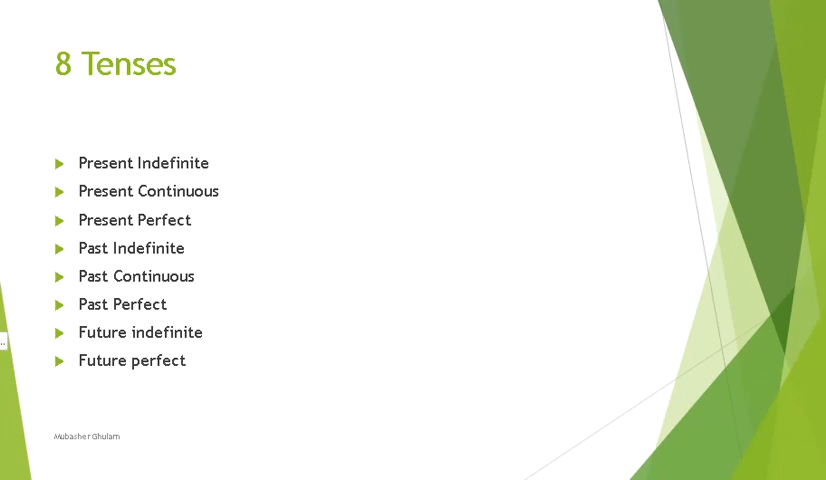 8 Tenses
Present Indefinite
Present Continuous
Present Perfect
Past Indefinite
Past Continuous
Past Perfect
Future indefinite
Future perfect
Mubasher Ghulam